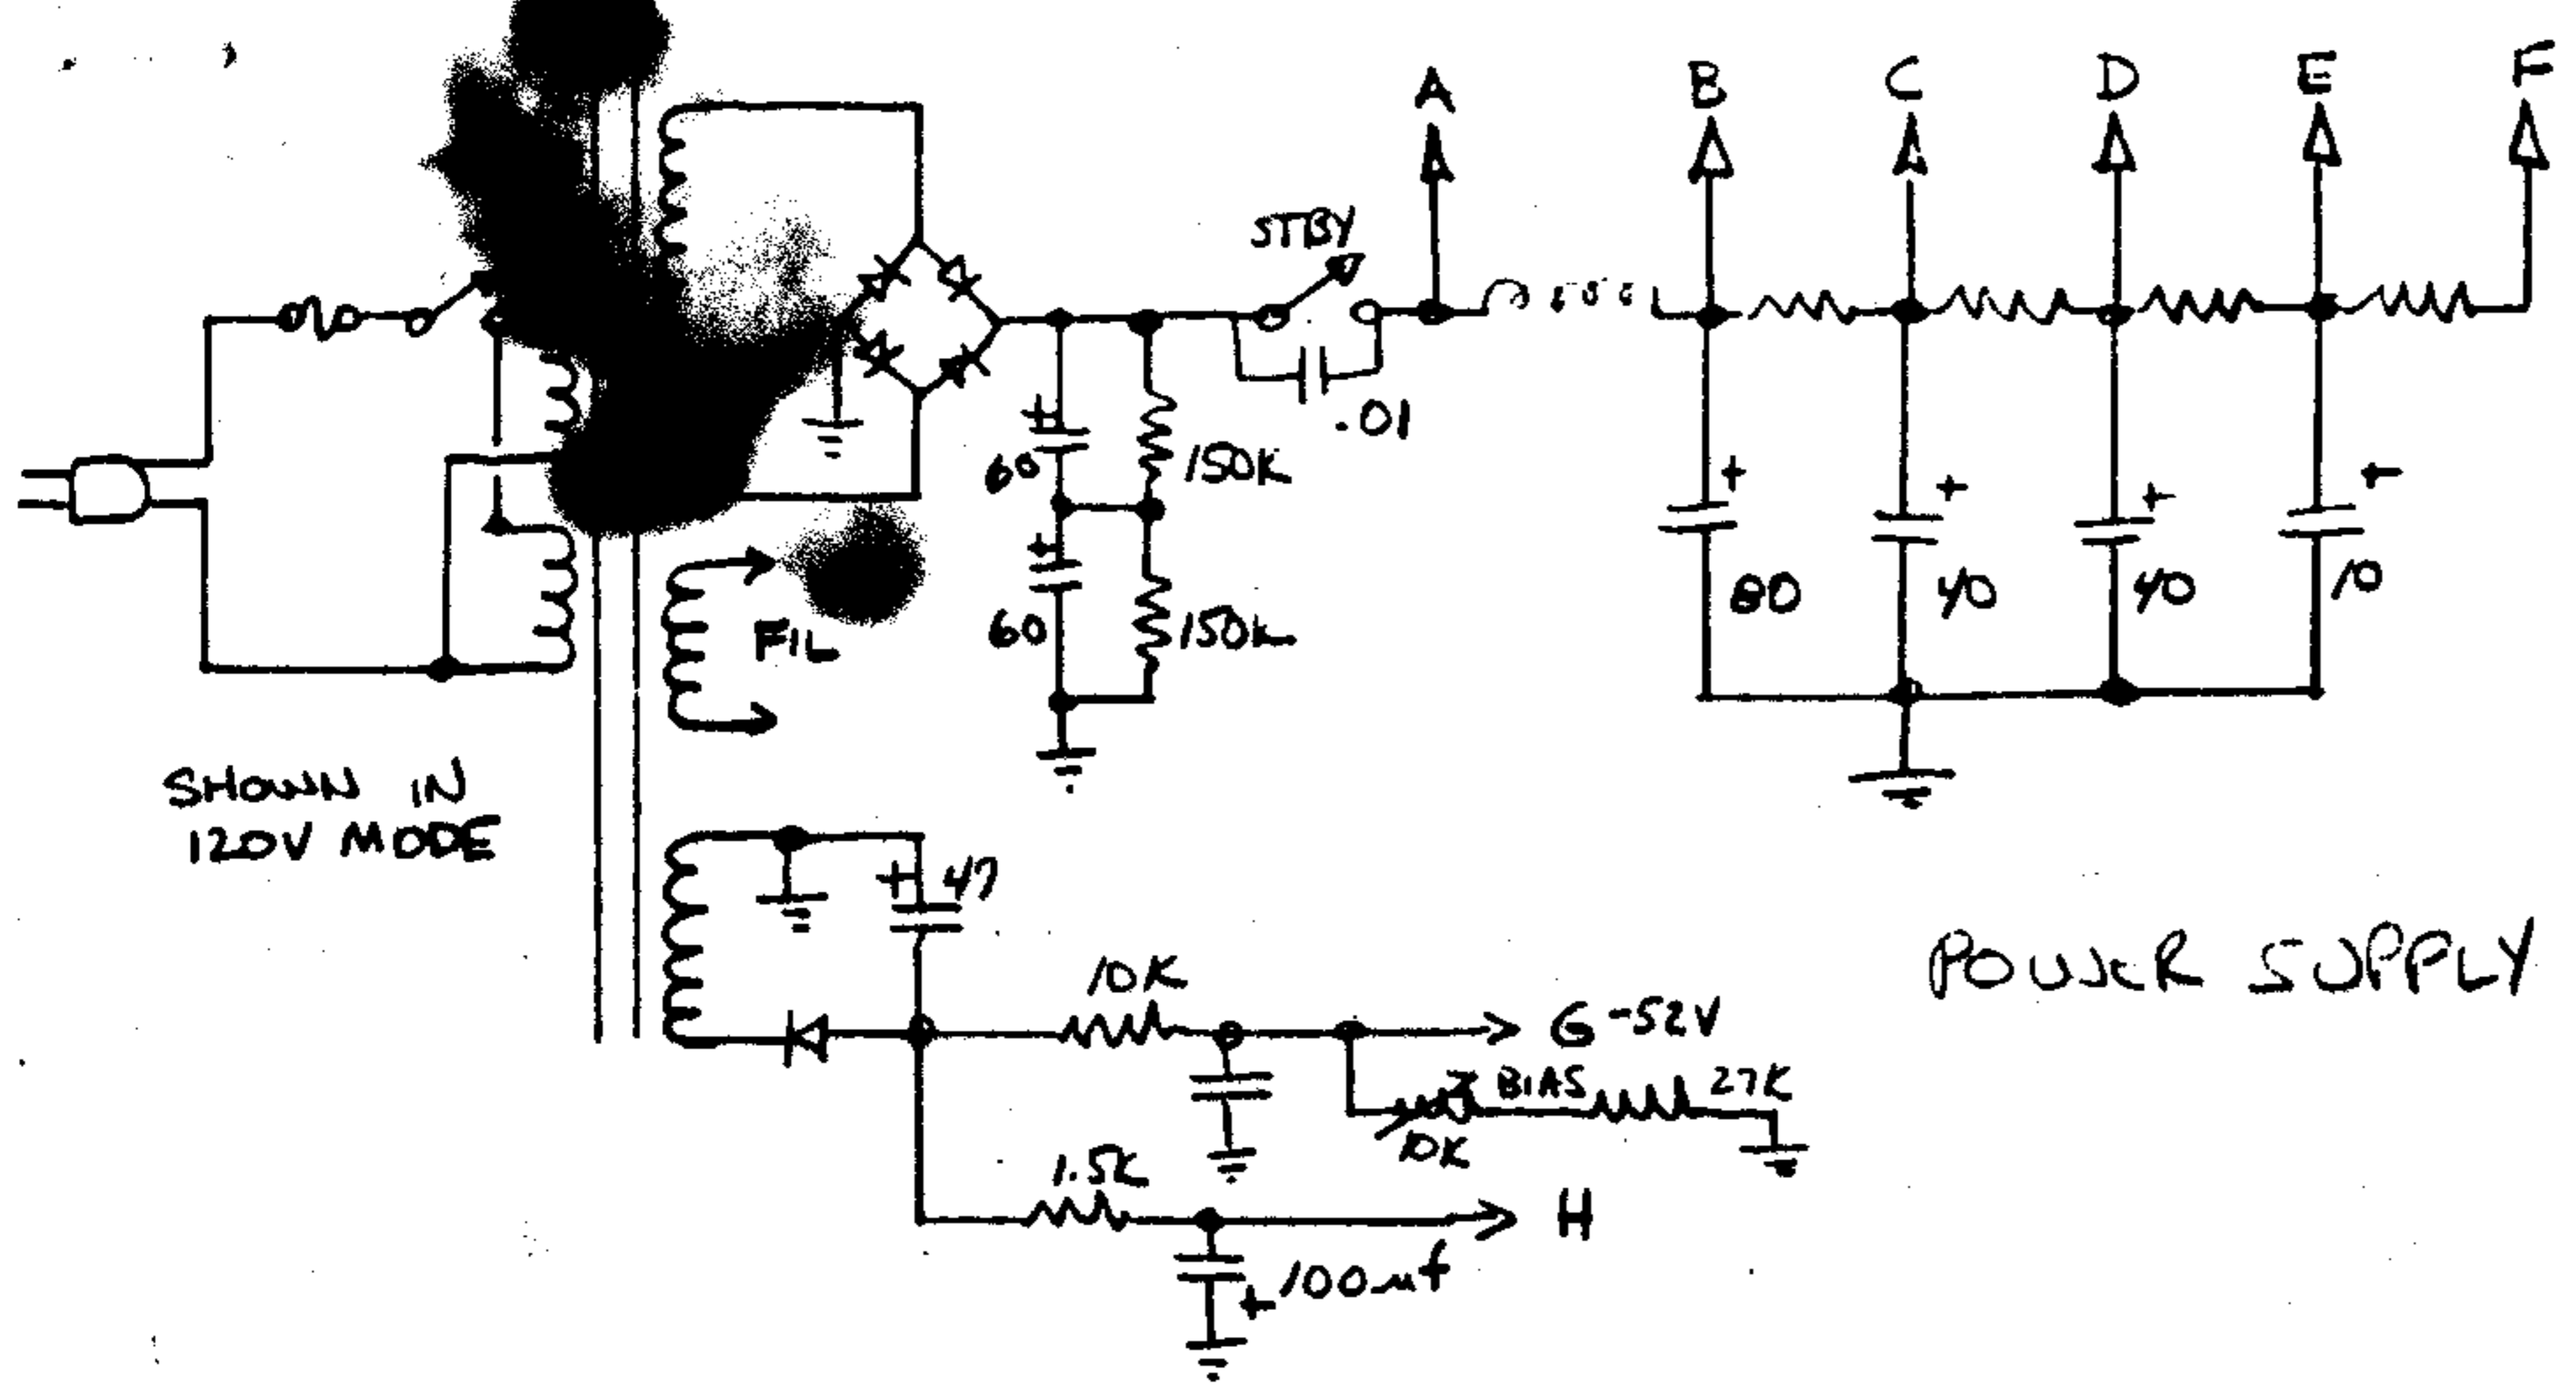 A
B
C
D
E
F
STBY
.01
60
150K
60
150K
80
40
40
10
FIL
SHOWN IN
120V MODE
+ 47
10K
G -52V
BIAS
27K
10K
1.5K
H
+ 100uf
POWER SUPPLY